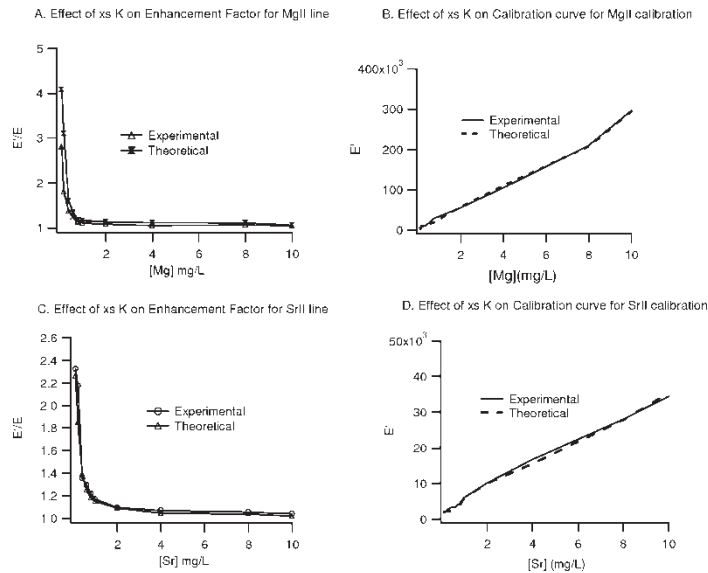 A. Effect of xs K on Enhancement Factor for MgII line
5
4
3
2
1
E'/E
Experimental
Theoretical
2 4 6 8 10
[Mg] mg/L
B. Effect of xs K on Calibration curve for MgII calibration
400x10³
300
200
100
0
E'
Experimental
Theoretical
2 4 6 8 10
[Mg](mg/L)
C. Effect of xs K on Enhancement Factor for SrII line
2.6
2.4
2.2
2.0
1.8
1.6
1.4
1.2
1.0
E'/E
Experimental
Theoretical
2 4 6 8 10
[Sr] mg/L
D. Effect of xs K on Calibration curve for SrII calibration
50x10³
40
30
20
10
0
E'
Experimental
Theoretical
2 4 6 8 10
[Sr] (mg/L)